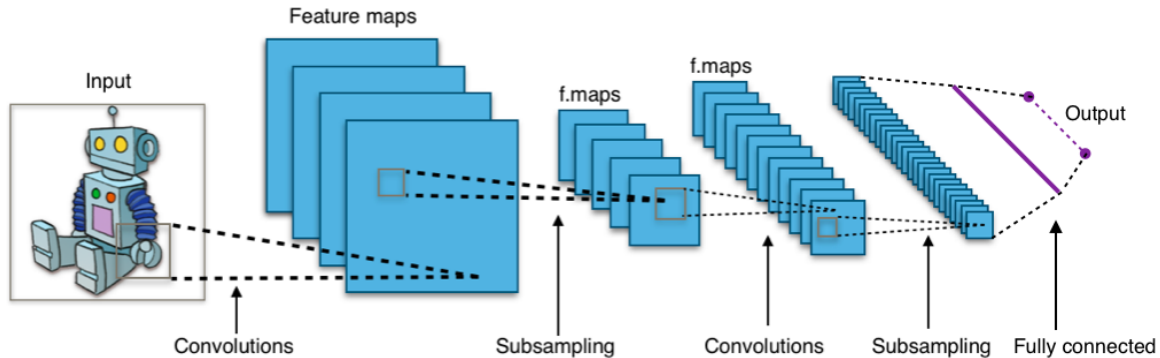 Feature maps
Input
f.maps
f.maps
Output
Convolutions
Subsampling
Convolutions
Subsampling
Fully connected